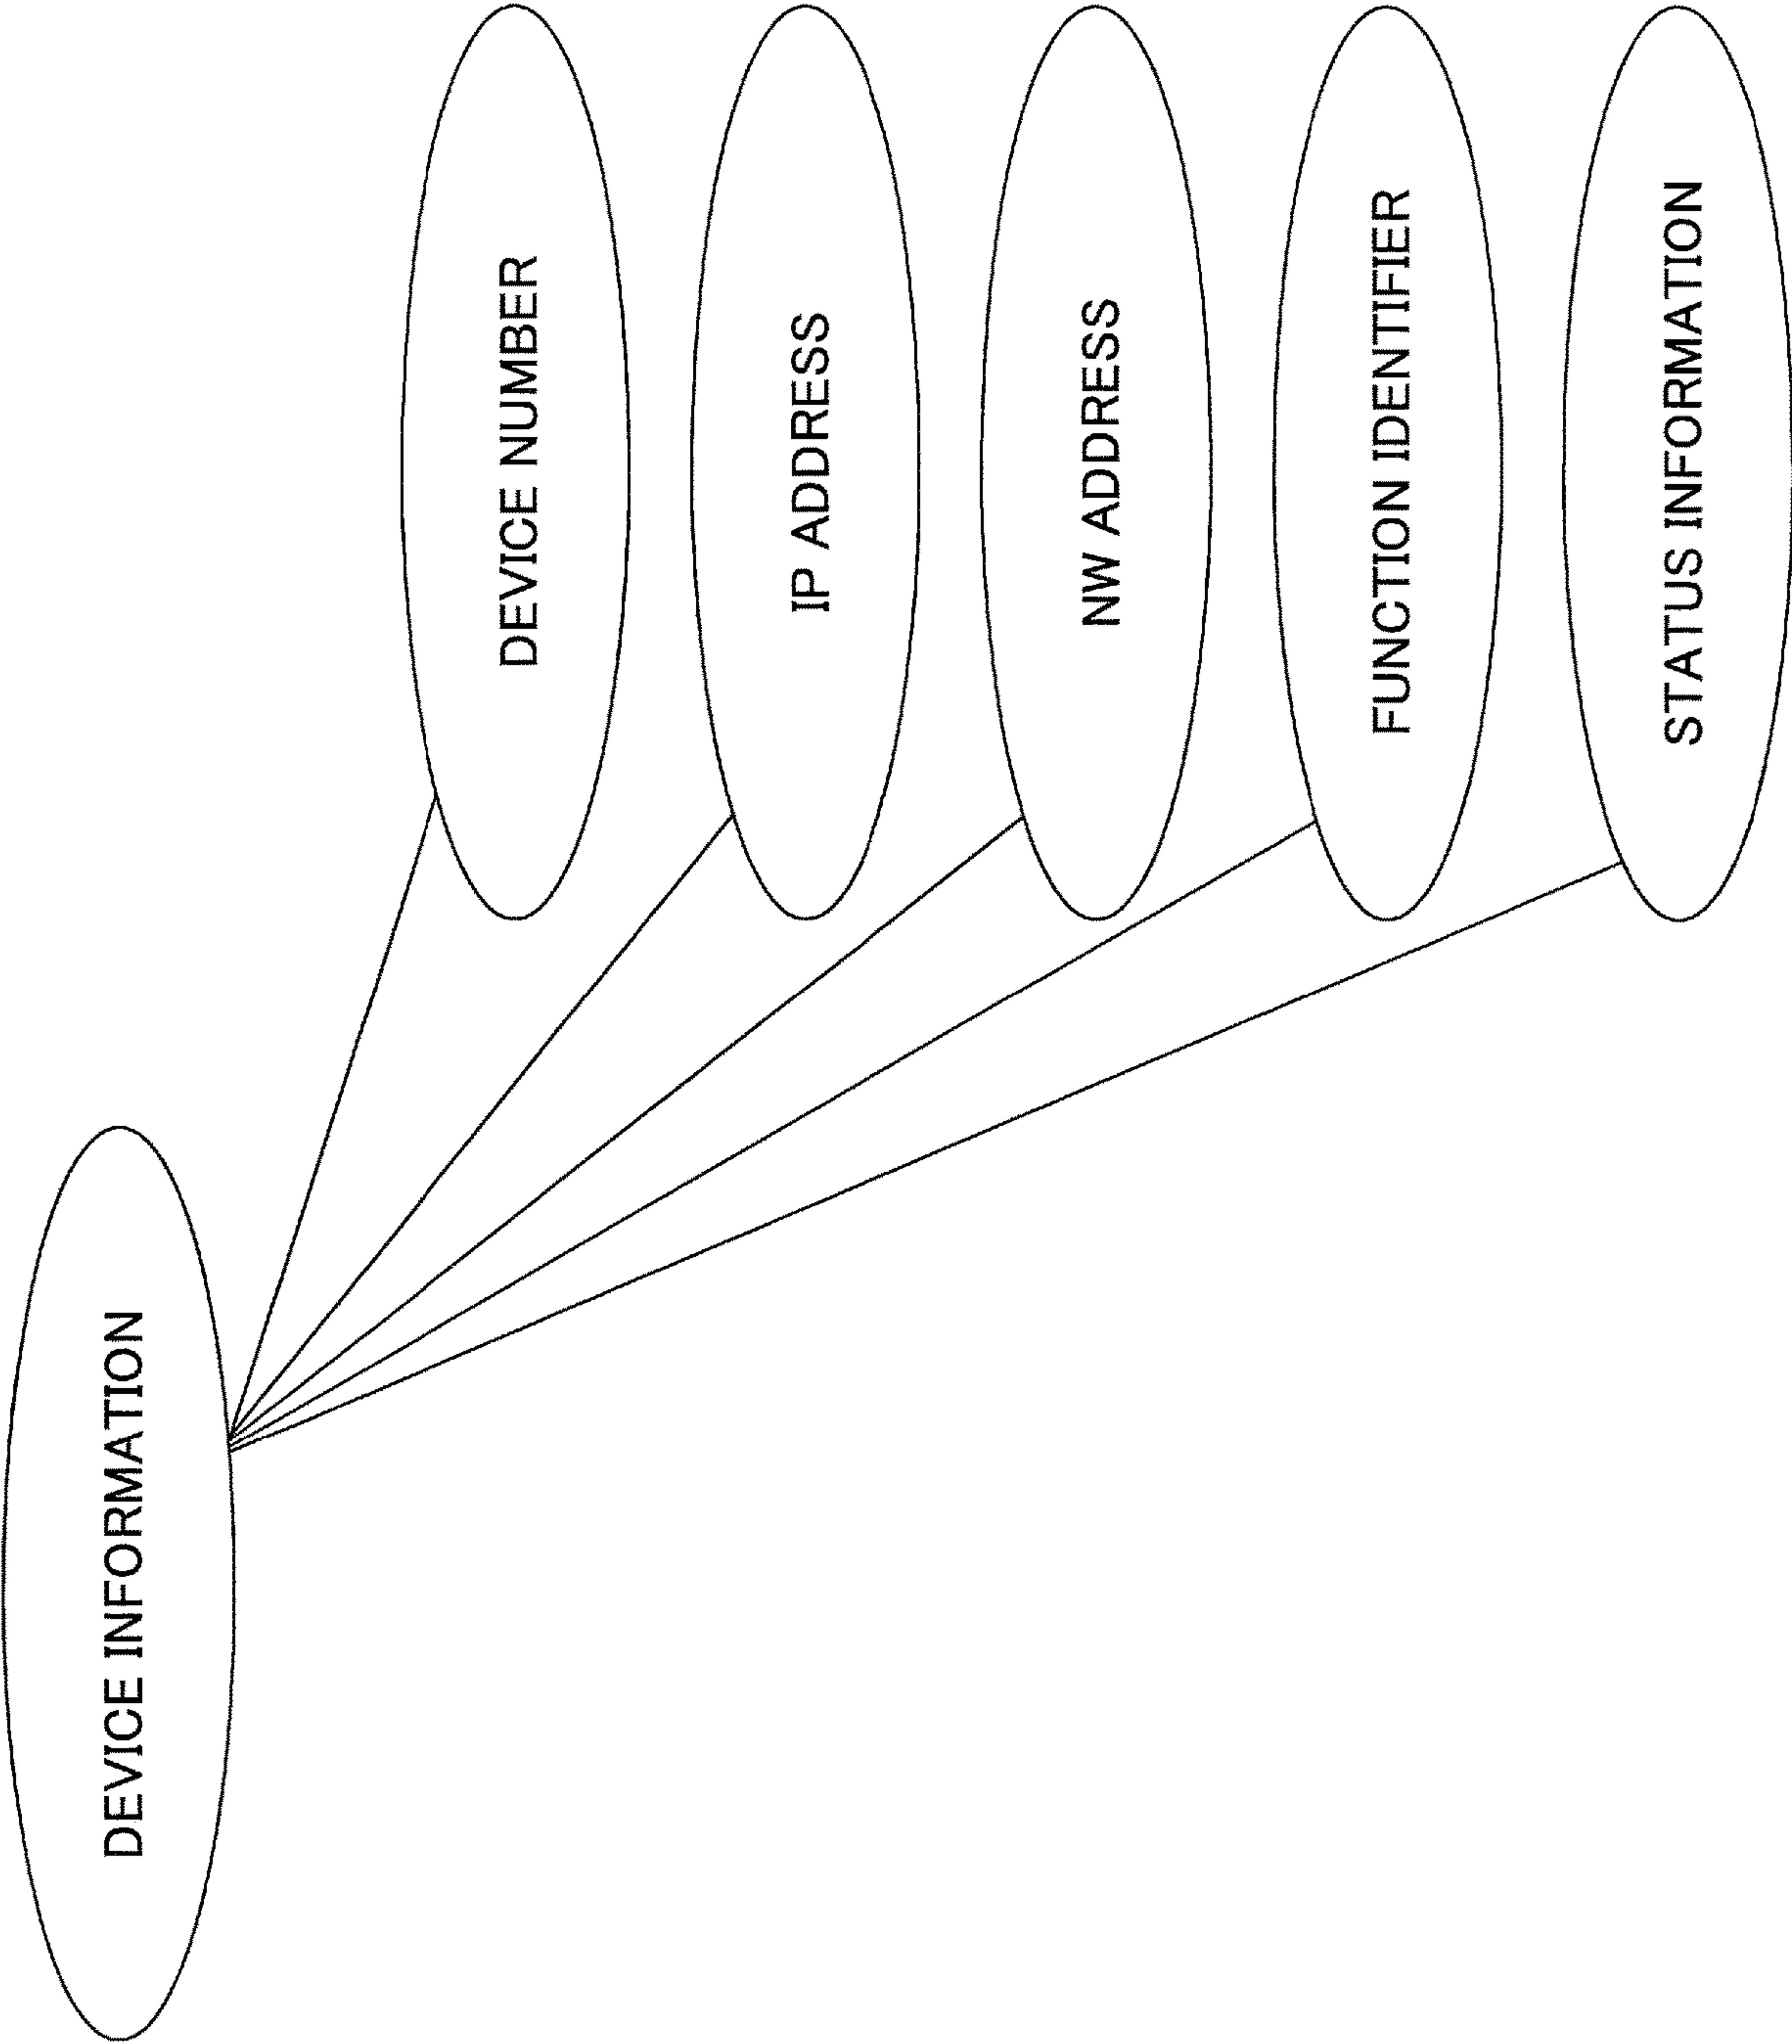 DEVICE INFORMATION
DEVICE NUMBER
IP ADDRESS
NW ADDRESS
FUNCTION IDENTIFIER
STATUS INFORMATION